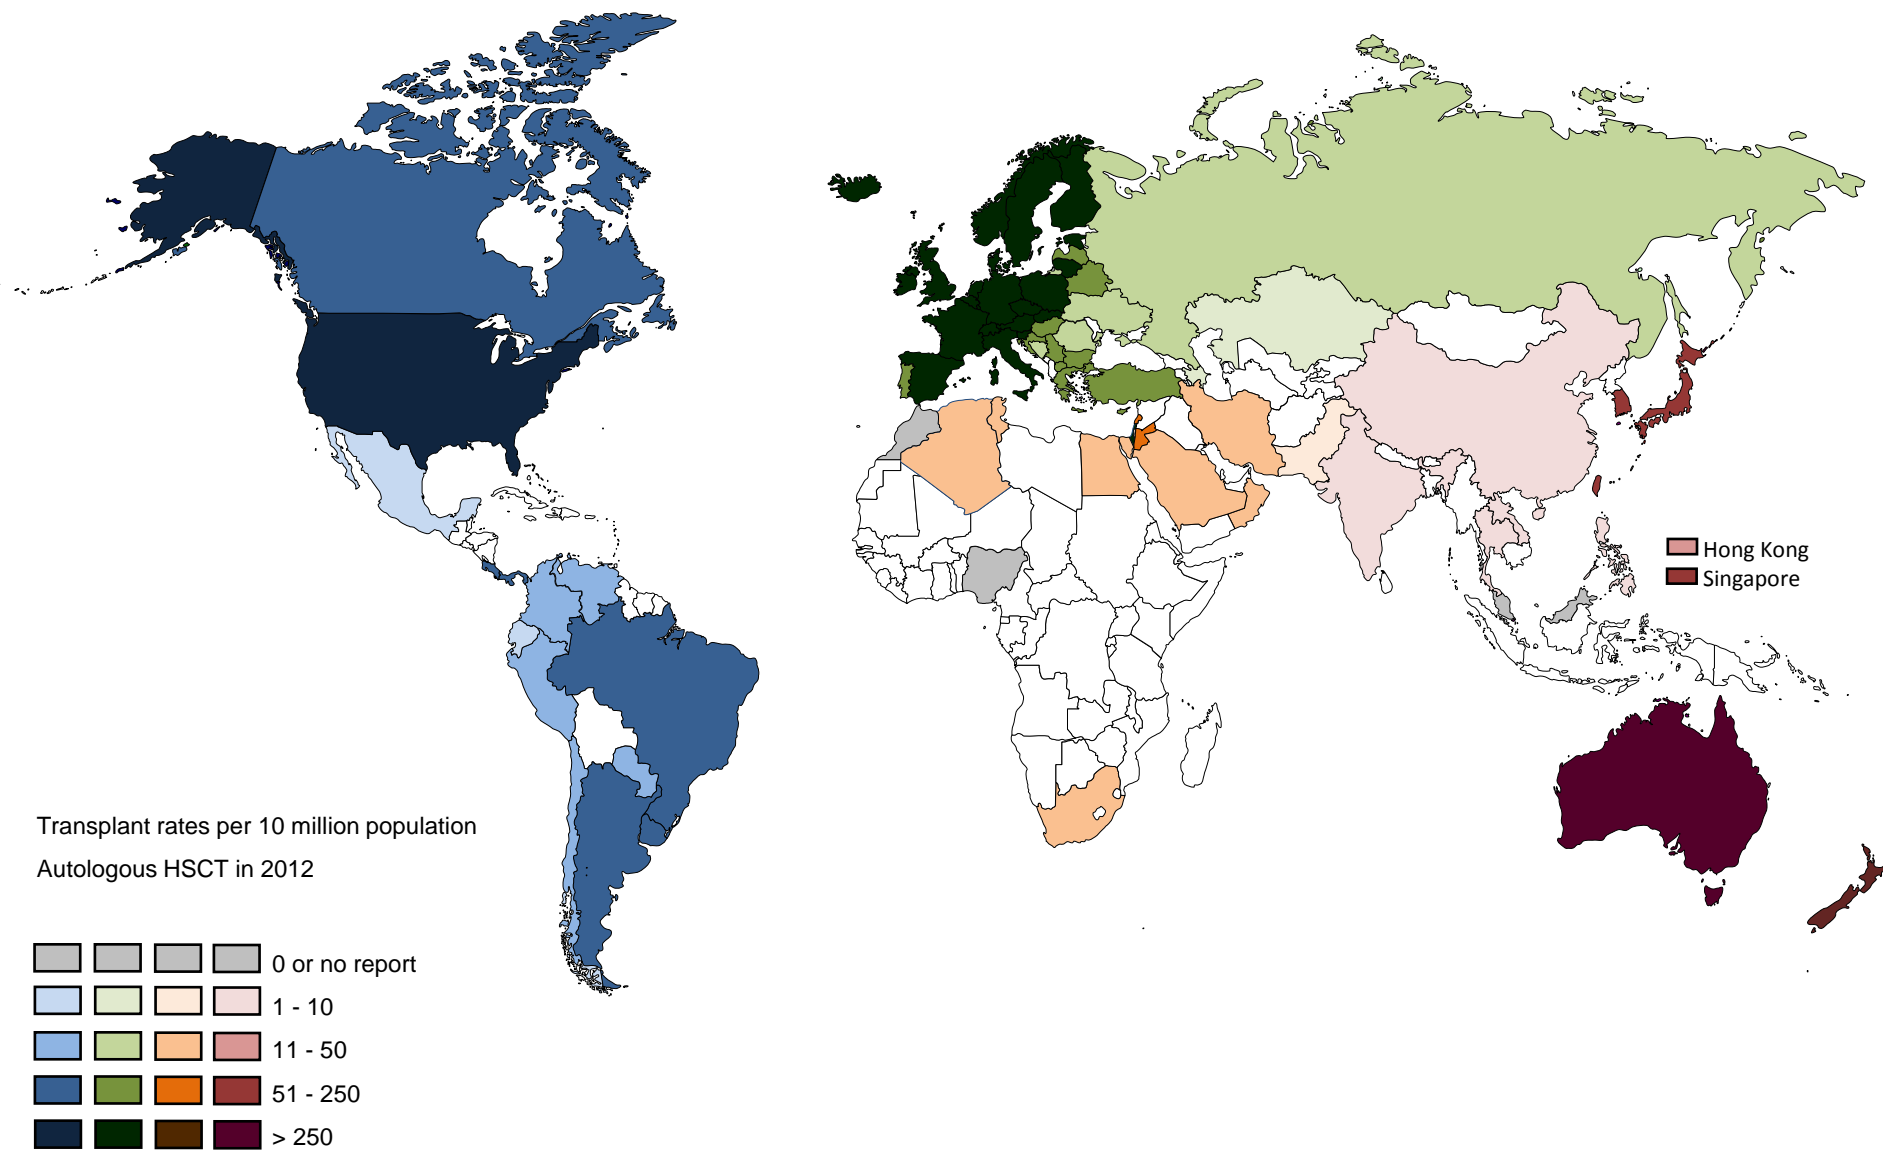 Hong Kong
Singapore
Transplant rates per 10 million population
Autologous HSCT in 2012
0 or no report
1 - 10
11 - 50
51 - 250
> 250